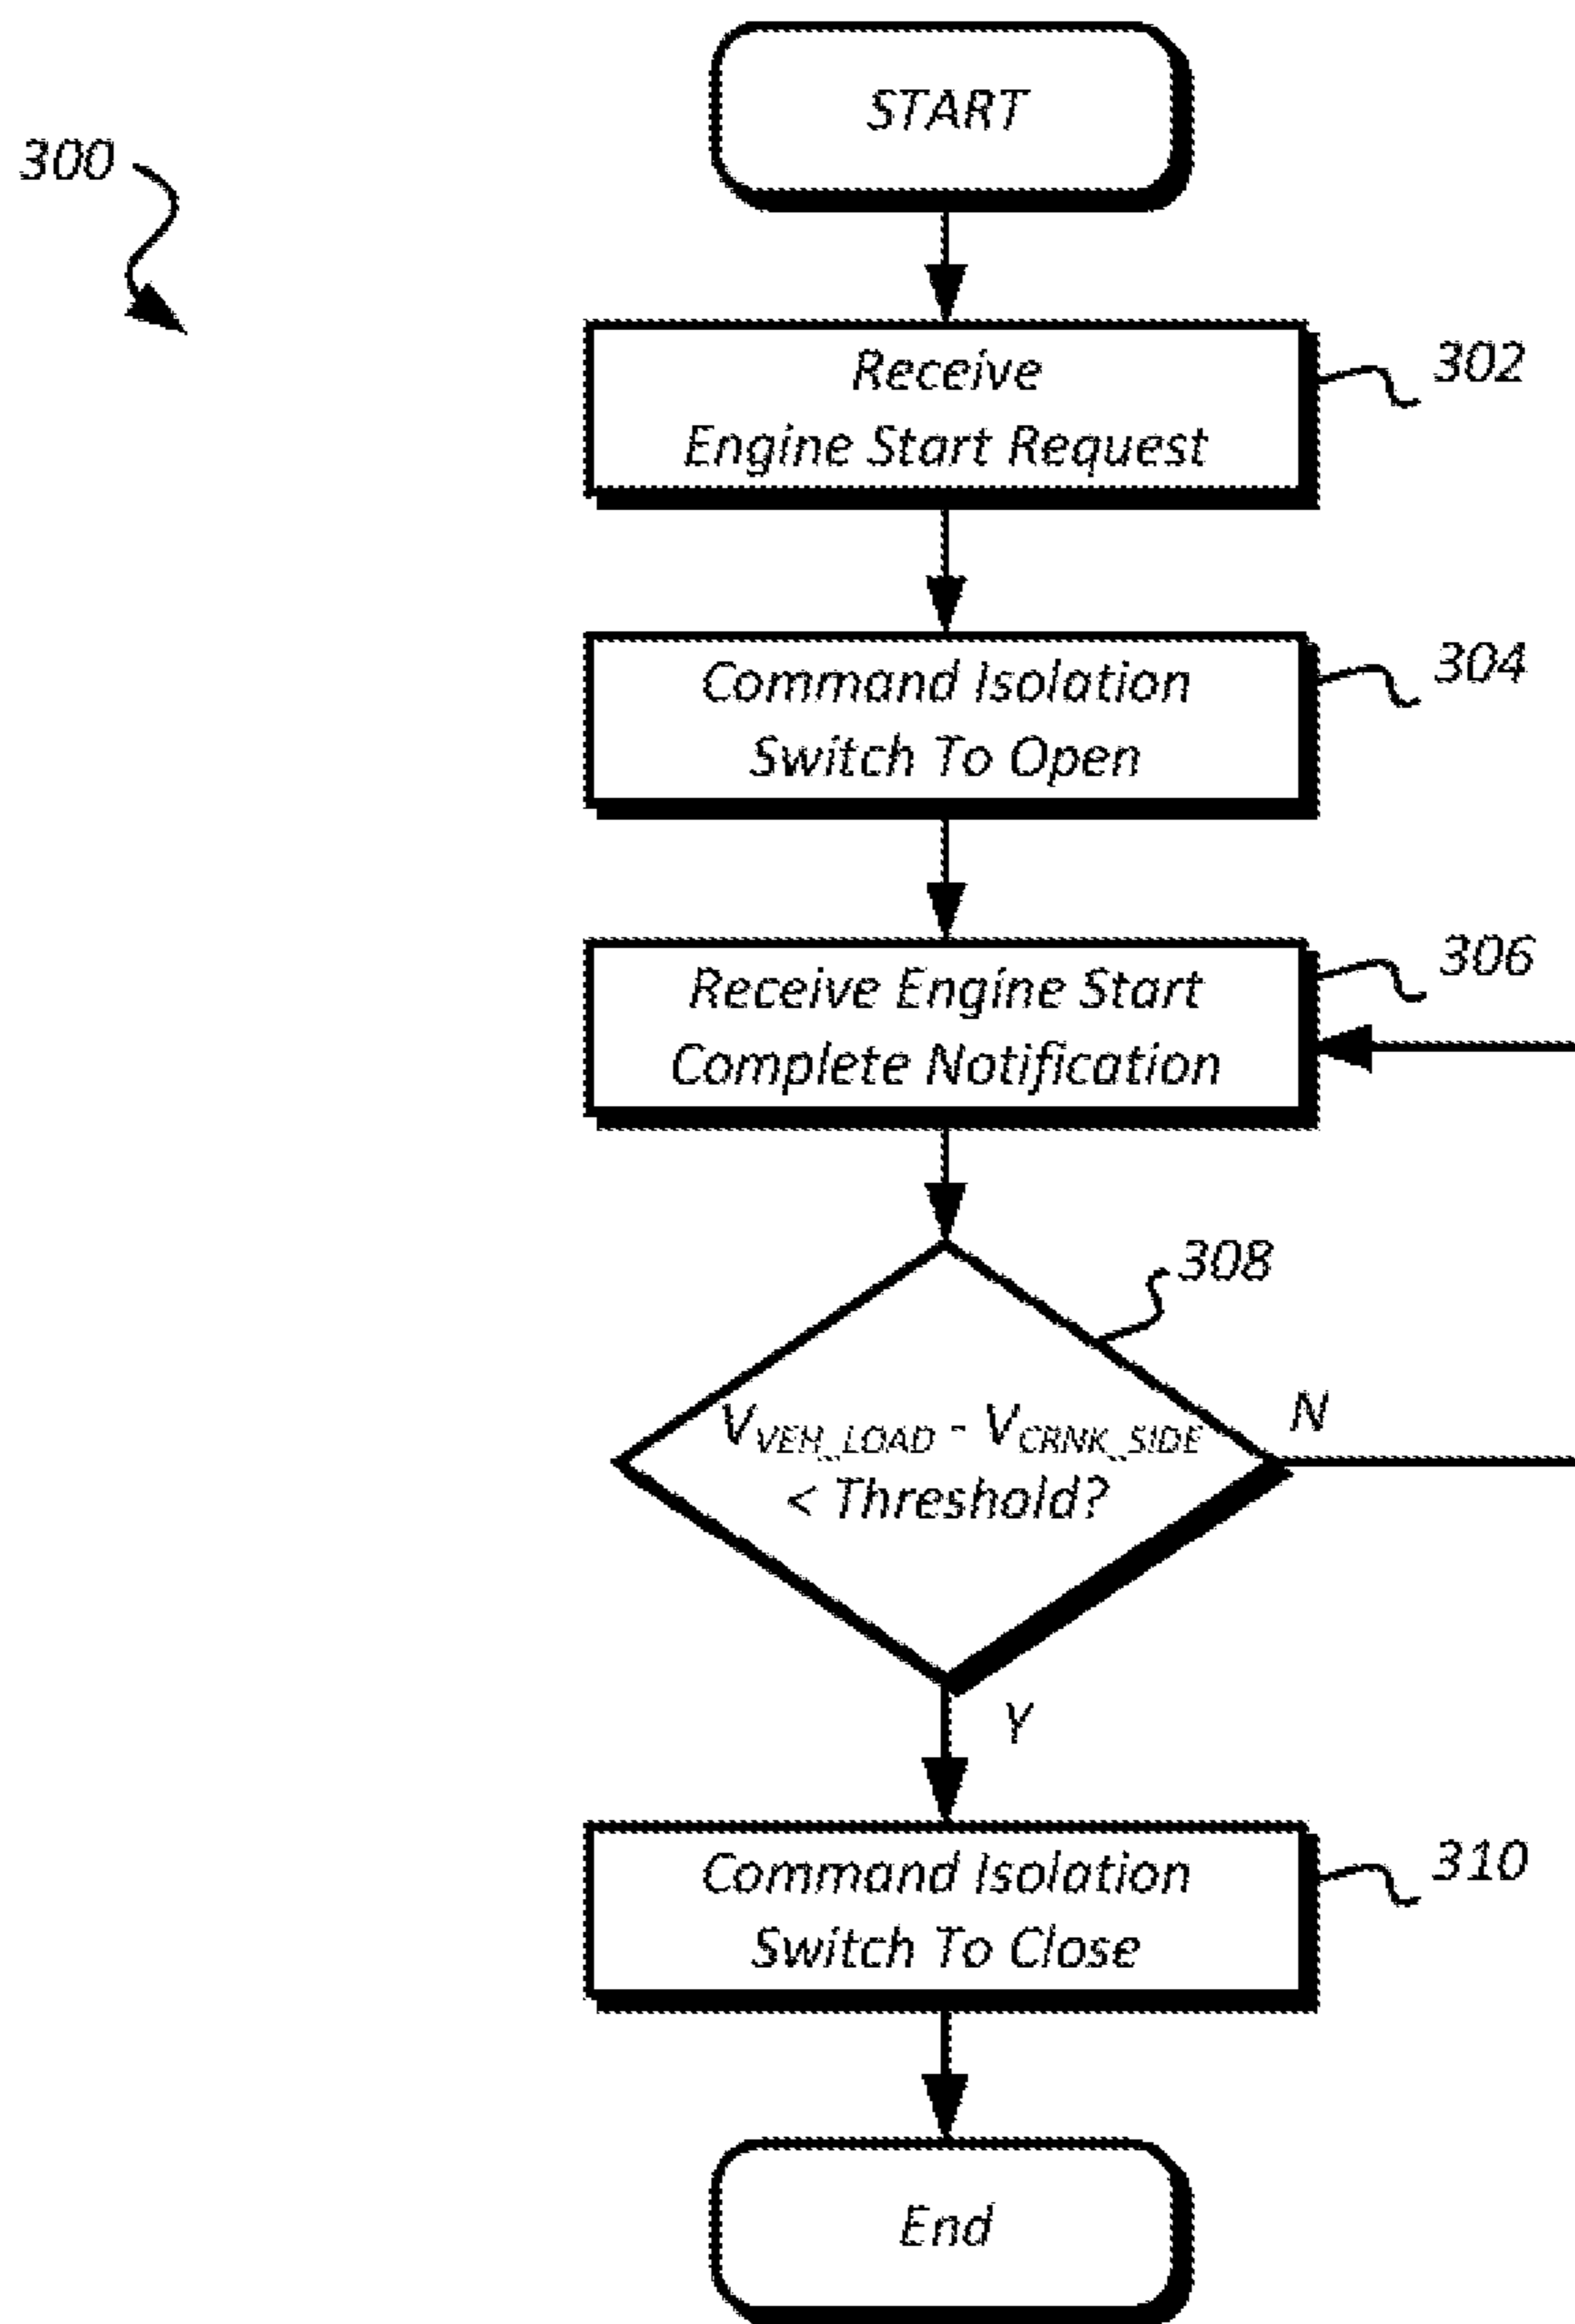 START
300
Receive
Engine Start Request
302
Command Isolation
Switch To Open
304
Receive Engine Start
Complete Notification
306
308
V_VEH_LOAD - V_CRNK_SIDE
< Threshold?
N
Y
Command Isolation
Switch To Close
310
End